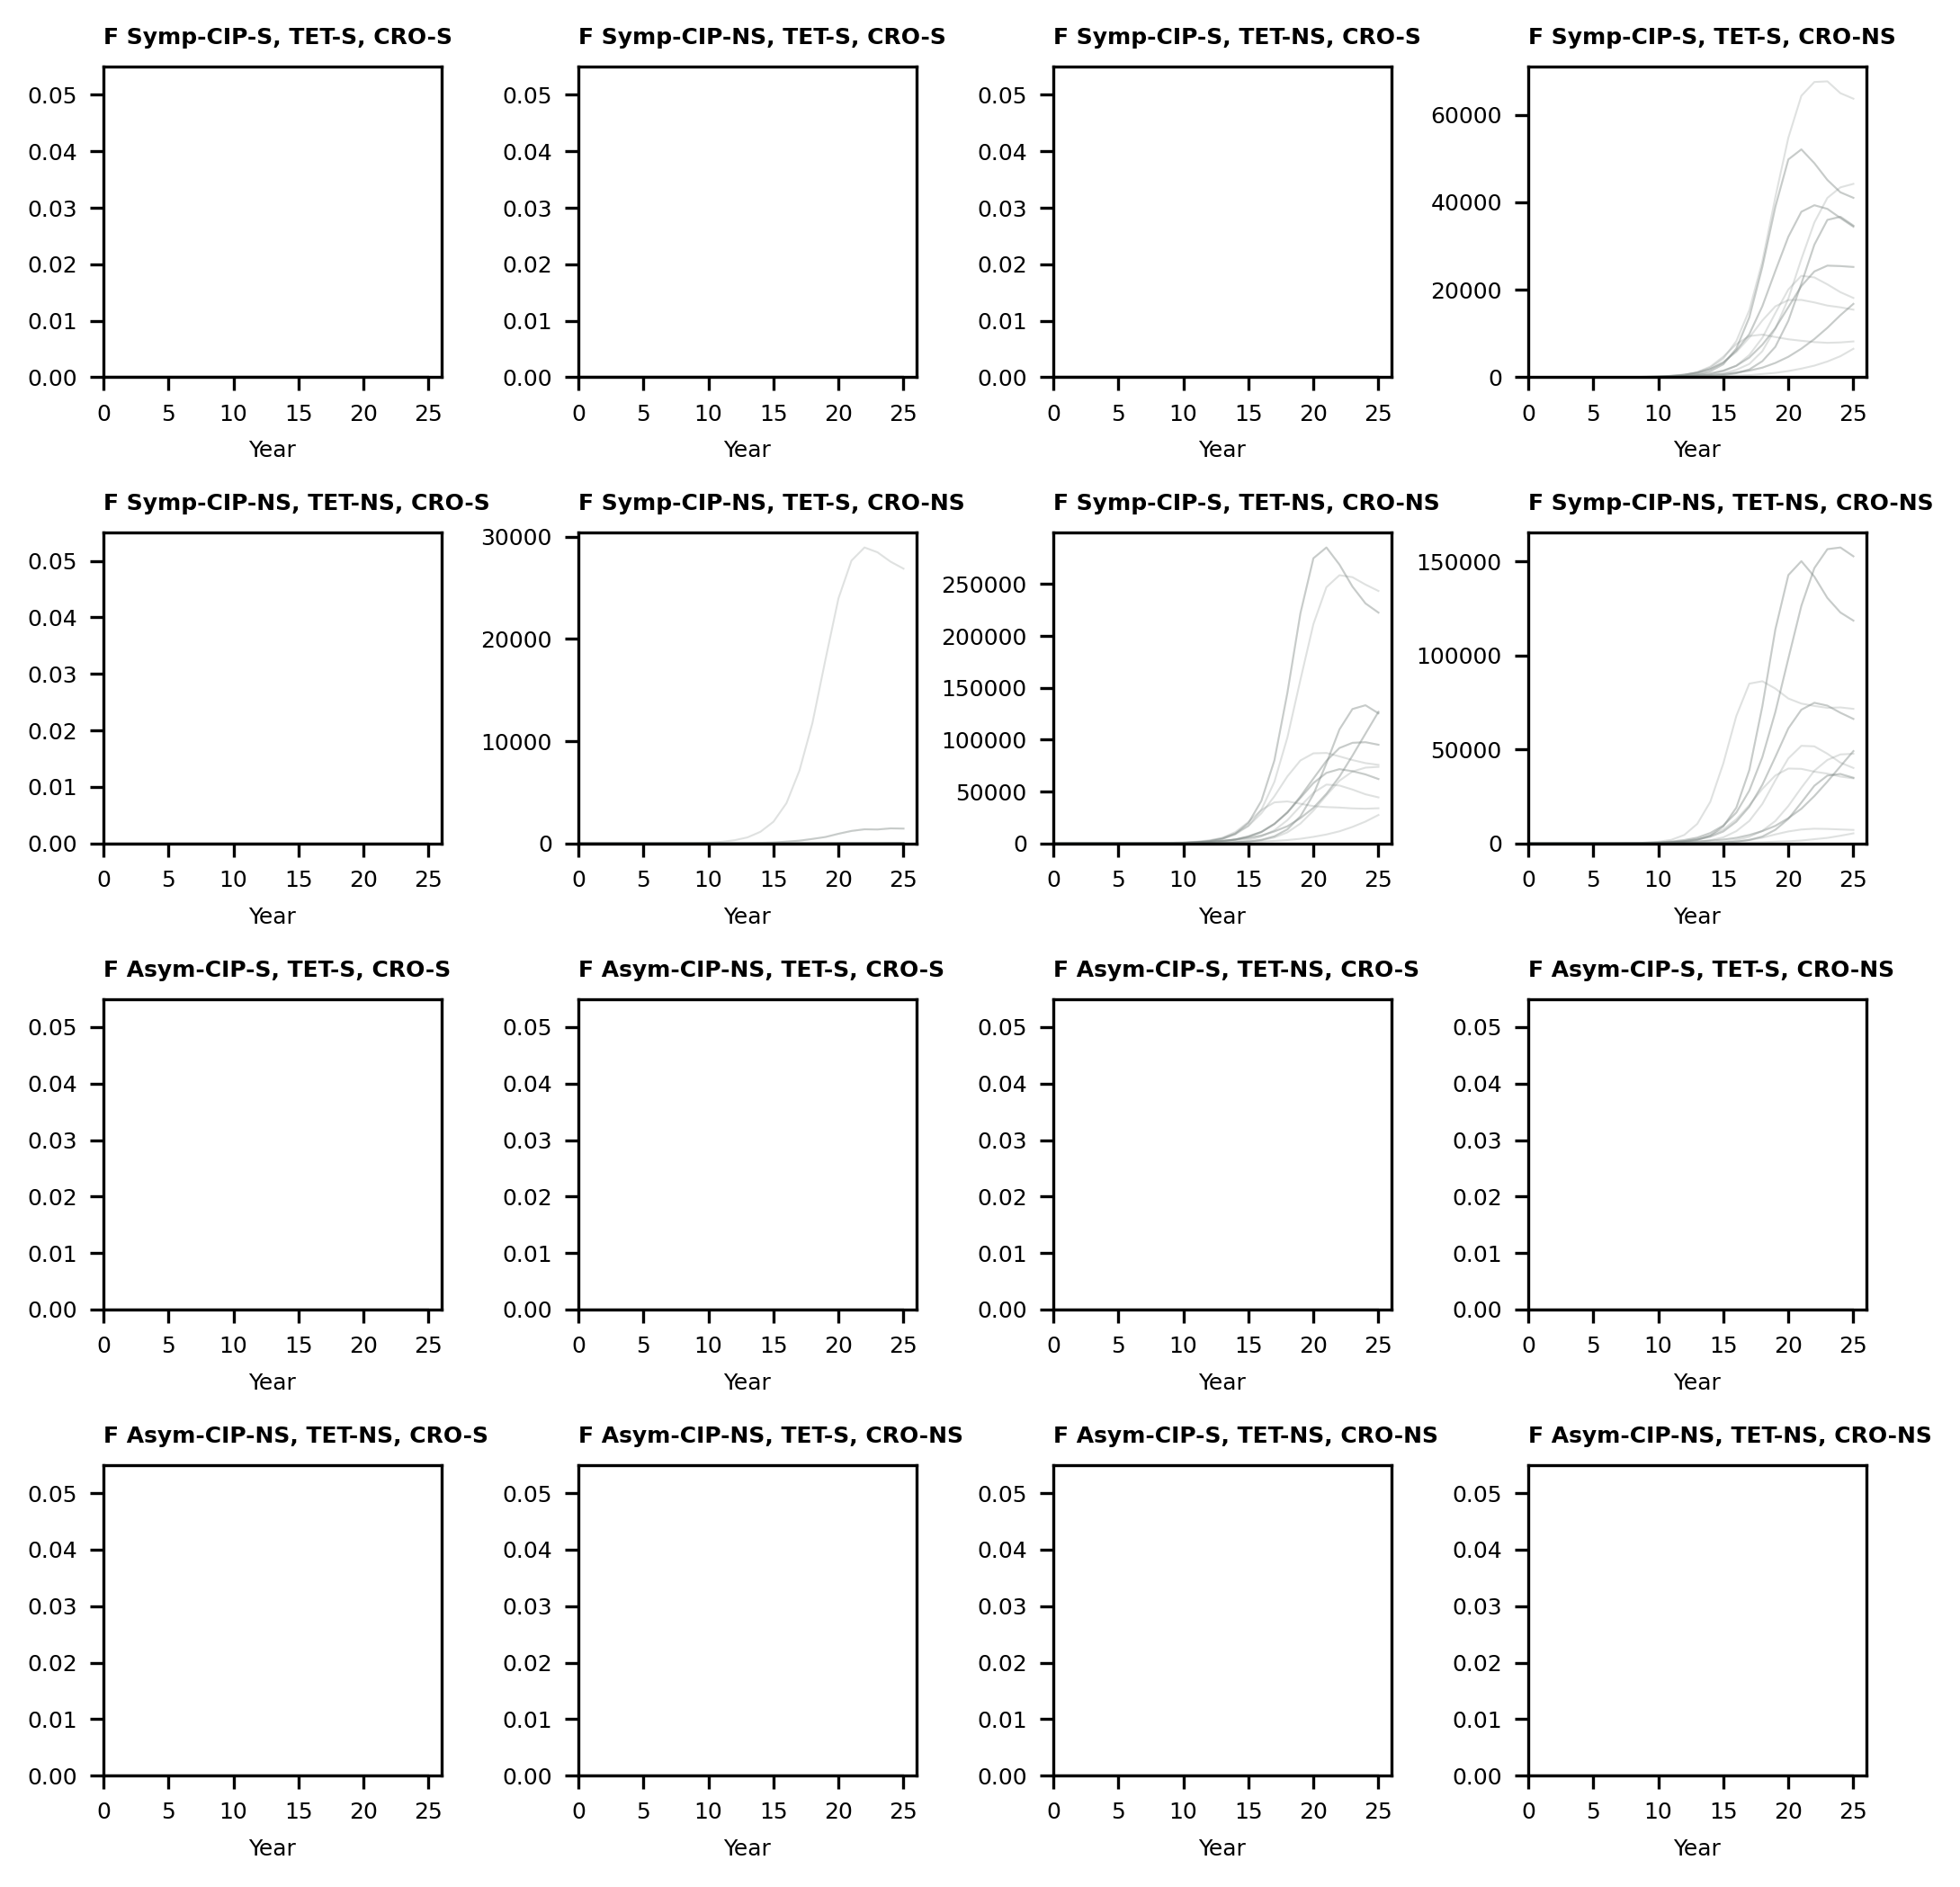 F Symp-CIP-S, TET-S, CRO-S
0.05
0.04
0.03
0.02
0.01
0.00
0 5 10 15 20 25
Year
F Symp-CIP-NS, TET-S, CRO-S
0.05
0.04
0.03
0.02
0.01
0.00
0 5 10 15 20 25
Year
F Symp-CIP-S, TET-NS, CRO-S
0.05
0.04
0.03
0.02
0.01
0.00
0 5 10 15 20 25
Year
F Symp-CIP-S, TET-S, CRO-NS
60000
40000
20000
0
0 5 10 15 20 25
Year
F Symp-CIP-NS, TET-NS, CRO-S
0.05
0.04
0.03
0.02
0.01
0.00
0 5 10 15 20 25
Year
F Symp-CIP-NS, TET-S, CRO-NS
30000
20000
10000
0
0 5 10 15 20 25
Year
F Symp-CIP-S, TET-NS, CRO-NS
250000
200000
150000
100000
50000
0
0 5 10 15 20 25
Year
F Symp-CIP-NS, TET-NS, CRO-NS
150000
100000
50000
0
0 5 10 15 20 25
Year
F Asym-CIP-S, TET-S, CRO-S
0.05
0.04
0.03
0.02
0.01
0.00
0 5 10 15 20 25
Year
F Asym-CIP-NS, TET-S, CRO-S
0.05
0.04
0.03
0.02
0.01
0.00
0 5 10 15 20 25
Year
F Asym-CIP-S, TET-NS, CRO-S
0.05
0.04
0.03
0.02
0.01
0.00
0 5 10 15 20 25
Year
F Asym-CIP-S, TET-S, CRO-NS
0.05
0.04
0.03
0.02
0.01
0.00
0 5 10 15 20 25
Year
F Asym-CIP-NS, TET-NS, CRO-S
0.05
0.04
0.03
0.02
0.01
0.00
0 5 10 15 20 25
Year
F Asym-CIP-NS, TET-S, CRO-NS
0.05
0.04
0.03
0.02
0.01
0.00
0 5 10 15 20 25
Year
F Asym-CIP-S, TET-NS, CRO-NS
0.05
0.04
0.03
0.02
0.01
0.00
0 5 10 15 20 25
Year
F Asym-CIP-NS, TET-NS, CRO-NS
0.05
0.04
0.03
0.02
0.01
0.00
0 5 10 15 20 25
Year